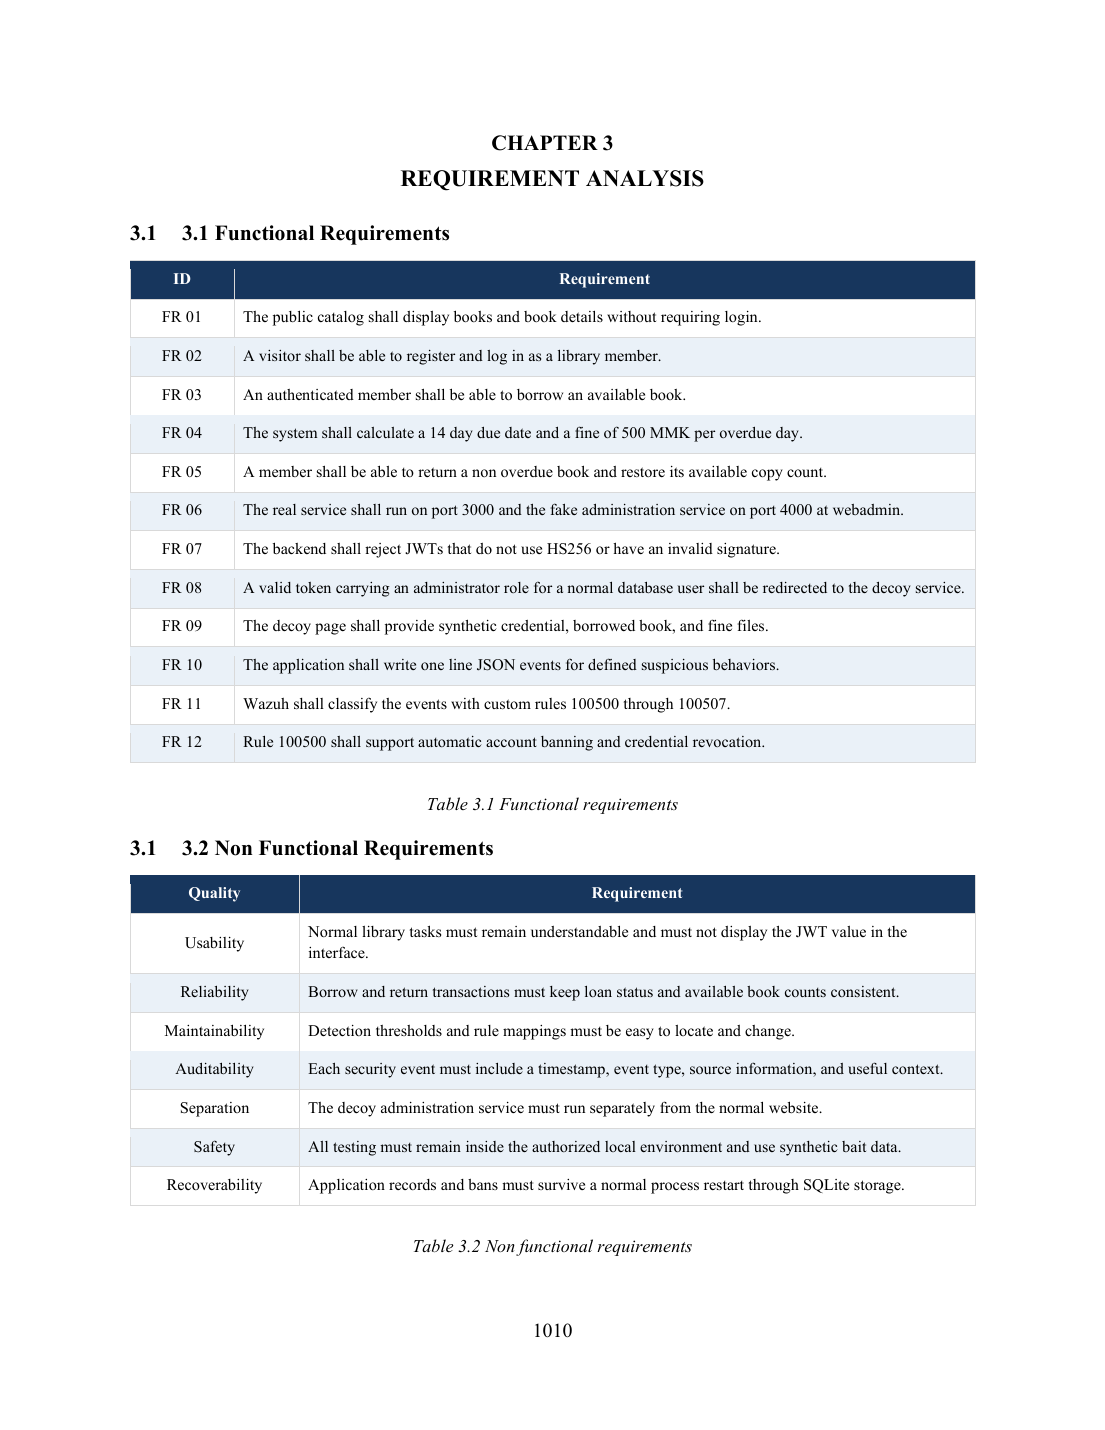 CHAPTER 3
REQUIREMENT ANALYSIS
3.1 3.1 Functional Requirements
ID Requirement
FR 01 The public catalog shall display books and book details without requiring login.
FR 02 A visitor shall be able to register and log in as a library member.
FR 03 An authenticated member shall be able to borrow an available book.
FR 04 The system shall calculate a 14 day due date and a fine of 500 MMK per overdue day.
FR 05 A member shall be able to return a non overdue book and restore its available copy count.
FR 06 The real service shall run on port 3000 and the fake administration service on port 4000 at webadmin.
FR 07 The backend shall reject JWTs that do not use HS256 or have an invalid signature.
FR 08 A valid token carrying an administrator role for a normal database user shall be redirected to the decoy service.
FR 09 The decoy page shall provide synthetic credential, borrowed book, and fine files.
FR 10 The application shall write one line JSON events for defined suspicious behaviors.
FR 11 Wazuh shall classify the events with custom rules 100500 through 100507.
FR 12 Rule 100500 shall support automatic account banning and credential revocation.
Table 3.1 Functional requirements
3.1 3.2 Non Functional Requirements
Quality Requirement
Usability Normal library tasks must remain understandable and must not display the JWT value in the
interface.
Reliability Borrow and return transactions must keep loan status and available book counts consistent.
Maintainability Detection thresholds and rule mappings must be easy to locate and change.
Auditability Each security event must include a timestamp, event type, source information, and useful context.
Separation The decoy administration service must run separately from the normal website.
Safety All testing must remain inside the authorized local environment and use synthetic bait data.
Recoverability Application records and bans must survive a normal process restart through SQLite storage.
Table 3.2 Non functional requirements
1010